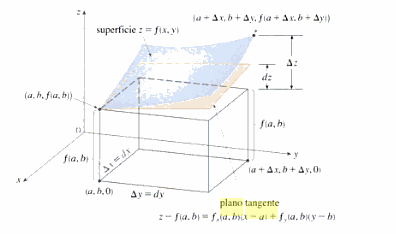 z
(a + Δx, b + Δy, f(a + Δx, b + Δy))
superficie z = f(x, y)
Δz
dz
(a, b, f(a, b))
0
f(a, b)
y
f(a, b)
Δx = dx
(a + Δx, b + Δy, 0)
x
(a, b, 0)
Δy = dy
plano tangente
z − f(a, b) = fₓ(a, b)(x − a) + fᵧ(a, b)(y − b)